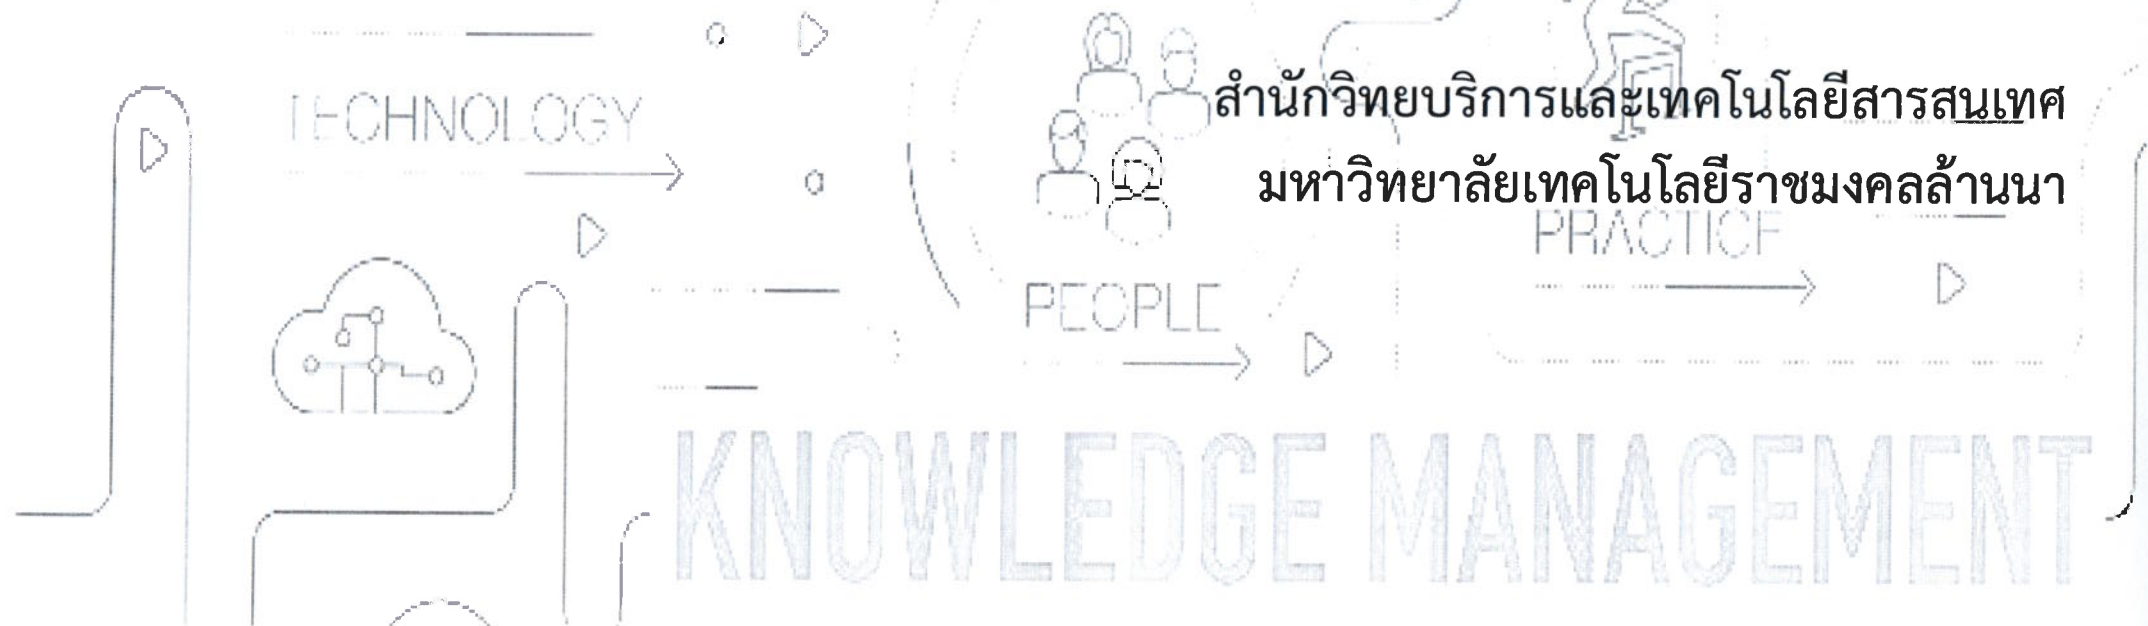 TECHNOLOGY
สำนักวิทยบริการและเทคโนโลยีสารสนเทศ
มหาวิทยาลัยเทคโนโลยีราชมงคลล้านนา
PRACTICE
PEOPLE
KNOWLEDGE MANAGEMENT